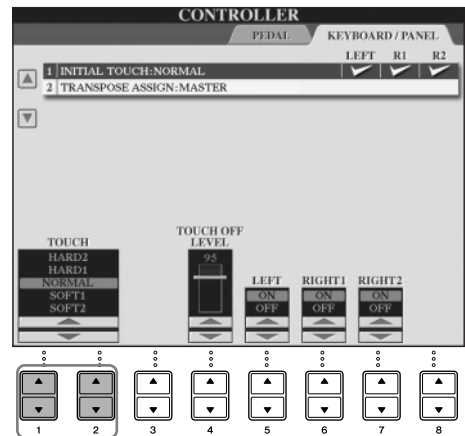 CONTROLLER
PEDAL
KEYBOARD / PANEL
LEFT R1 R2
1 INITIAL TOUCH:NORMAL
2 TRANSPOSE ASSIGN:MASTER
TOUCH
HARD2
HARD1
NORMAL
SOFT1
SOFT2
TOUCH OFF
LEVEL
95
LEFT
ON
OFF
RIGHT1
ON
OFF
RIGHT2
ON
OFF
1 2 3 4 5 6 7 8